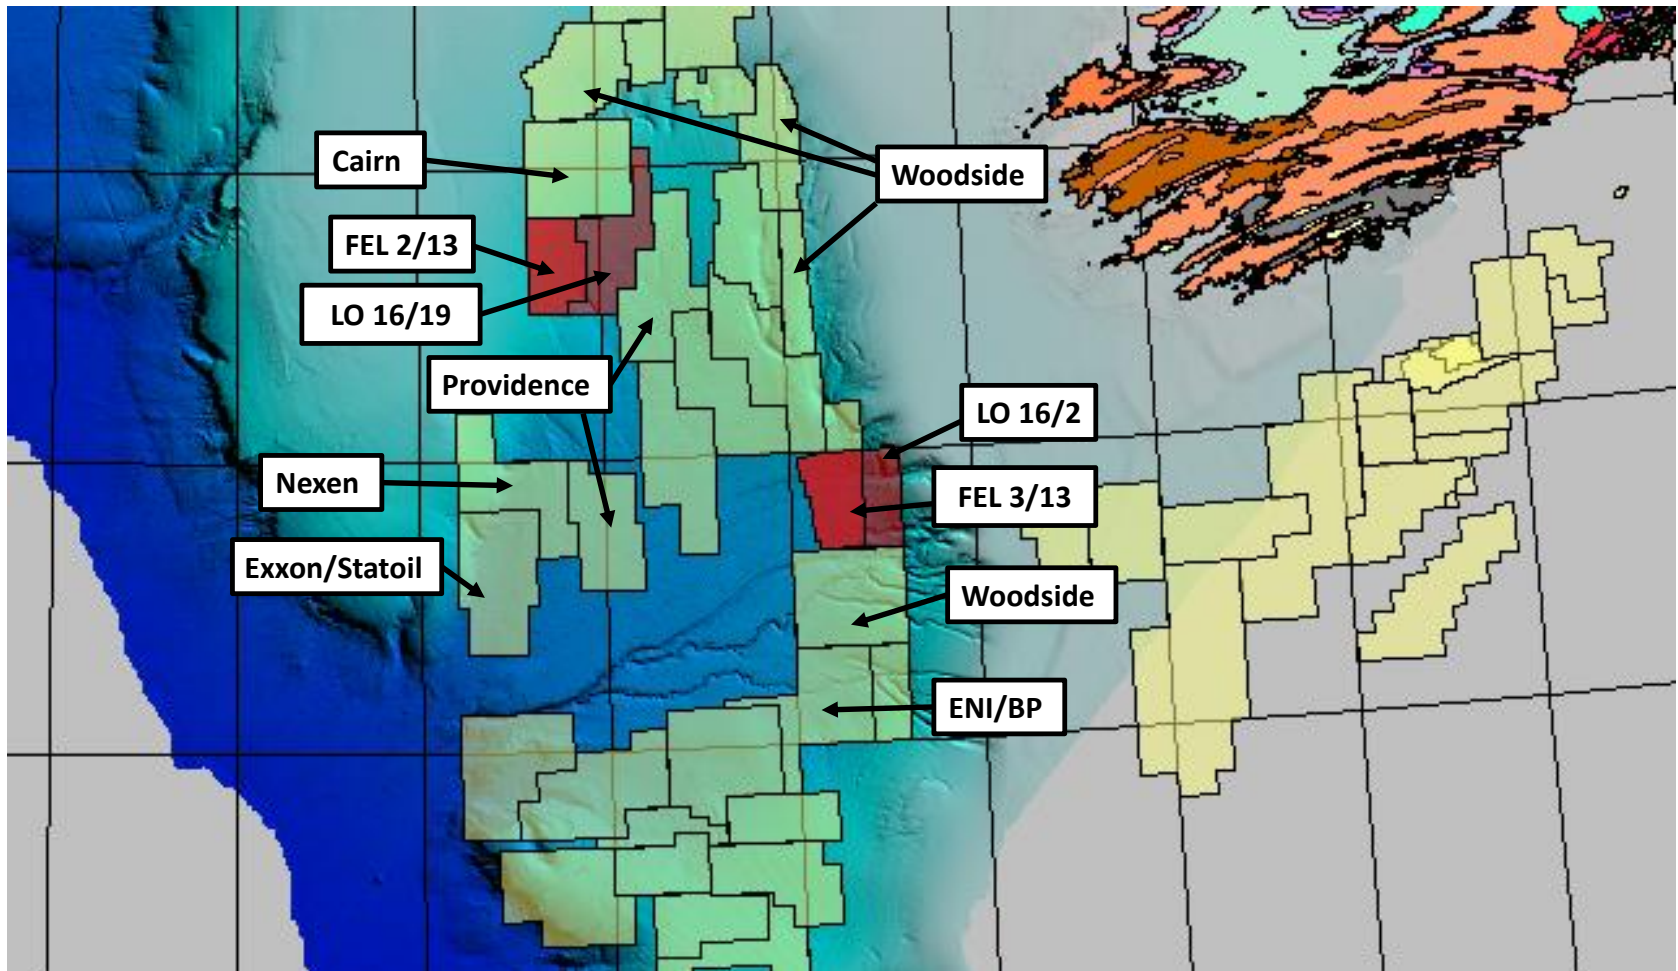 Cairn
Woodside
FEL 2/13
LO 16/19
Providence
LO 16/2
Nexen
FEL 3/13
Exxon/Statoil
Woodside
ENI/BP